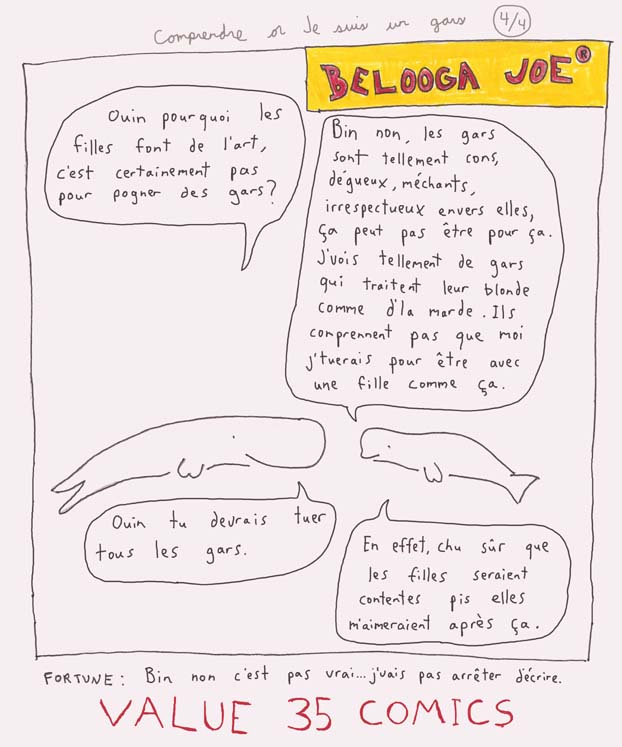 Comprendre or Je suis un gars 4/4
BELOOGA JOE®
Ouin pourquoi les
filles font de l'art,
c'est certainement pas
pour pogner des gars?
Bin non, les gars
sont tellement cons,
dégueux, méchants,
irrespectueux envers elles,
ça peut pas être pour ça.
J'vois tellement de gars
qui traitent leur blonde
comme d'la marde. Ils
comprennent pas que moi
j'tuerais pour être avec
une fille comme ça.
Ouin tu devrais tuer
tous les gars.
En effet, chu sûr que
les filles seraient
contentes pis elles
m'aimeraient après ça.
FORTUNE: Bin non c'est pas vrai...j'vais pas arrêter d'écrire.
VALUE 35 COMICS